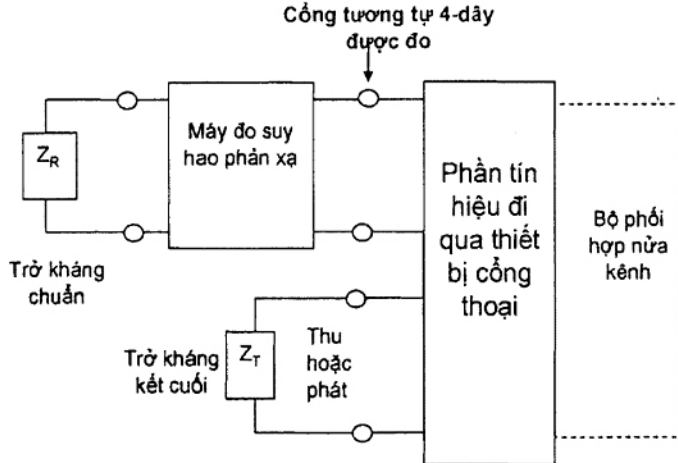 Cổng tương tự 4-dây
được đo
Z_R
Máy đo suy
hao phản xạ
Trở kháng
chuẩn
Phần tín
hiệu đi
qua thiết
bị cổng
thoại
Bộ phối
hợp nửa
kênh
Trở kháng
kết cuối
Z_T
Thu
hoặc
phát